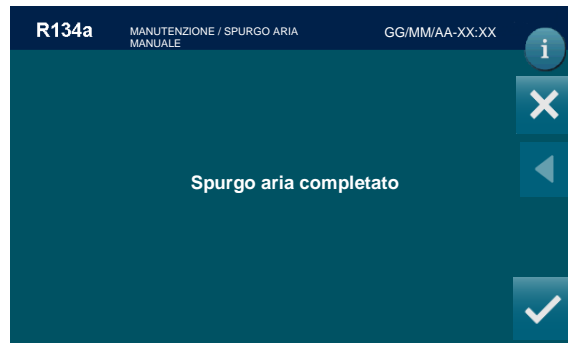 R134a
MANUTENZIONE / SPURGO ARIA
MANUALE
GG/MM/AA-XX:XX
i
Spurgo aria completato